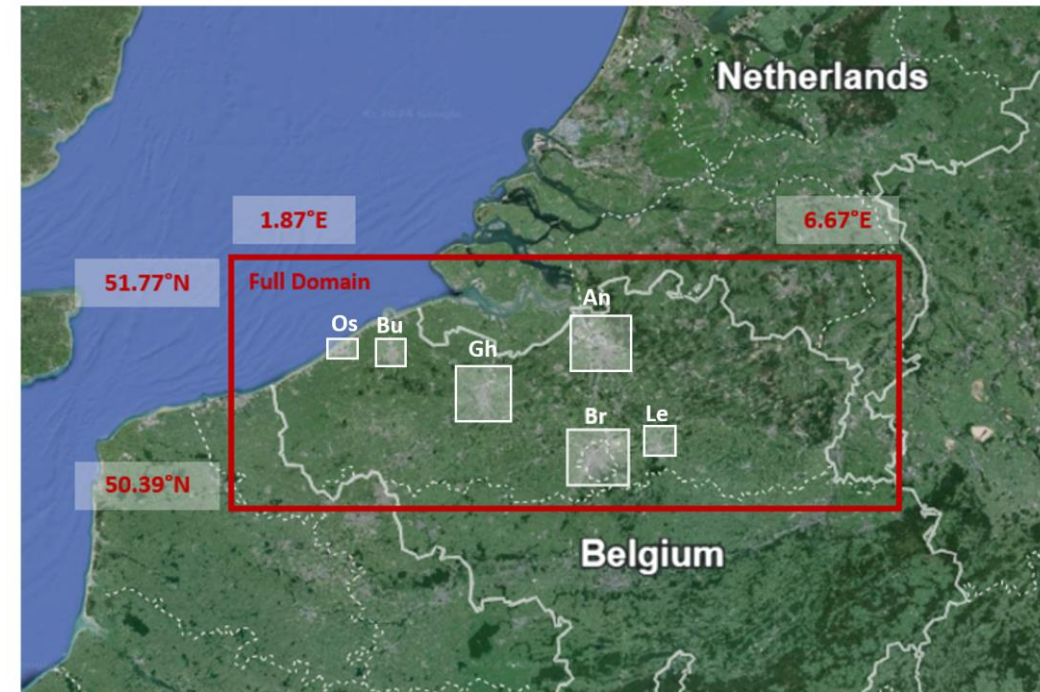 Netherlands
1.87°E
6.67°E
51.77°N
Full Domain
An
Os
Bu
Gh
Br
Le
50.39°N
Belgium